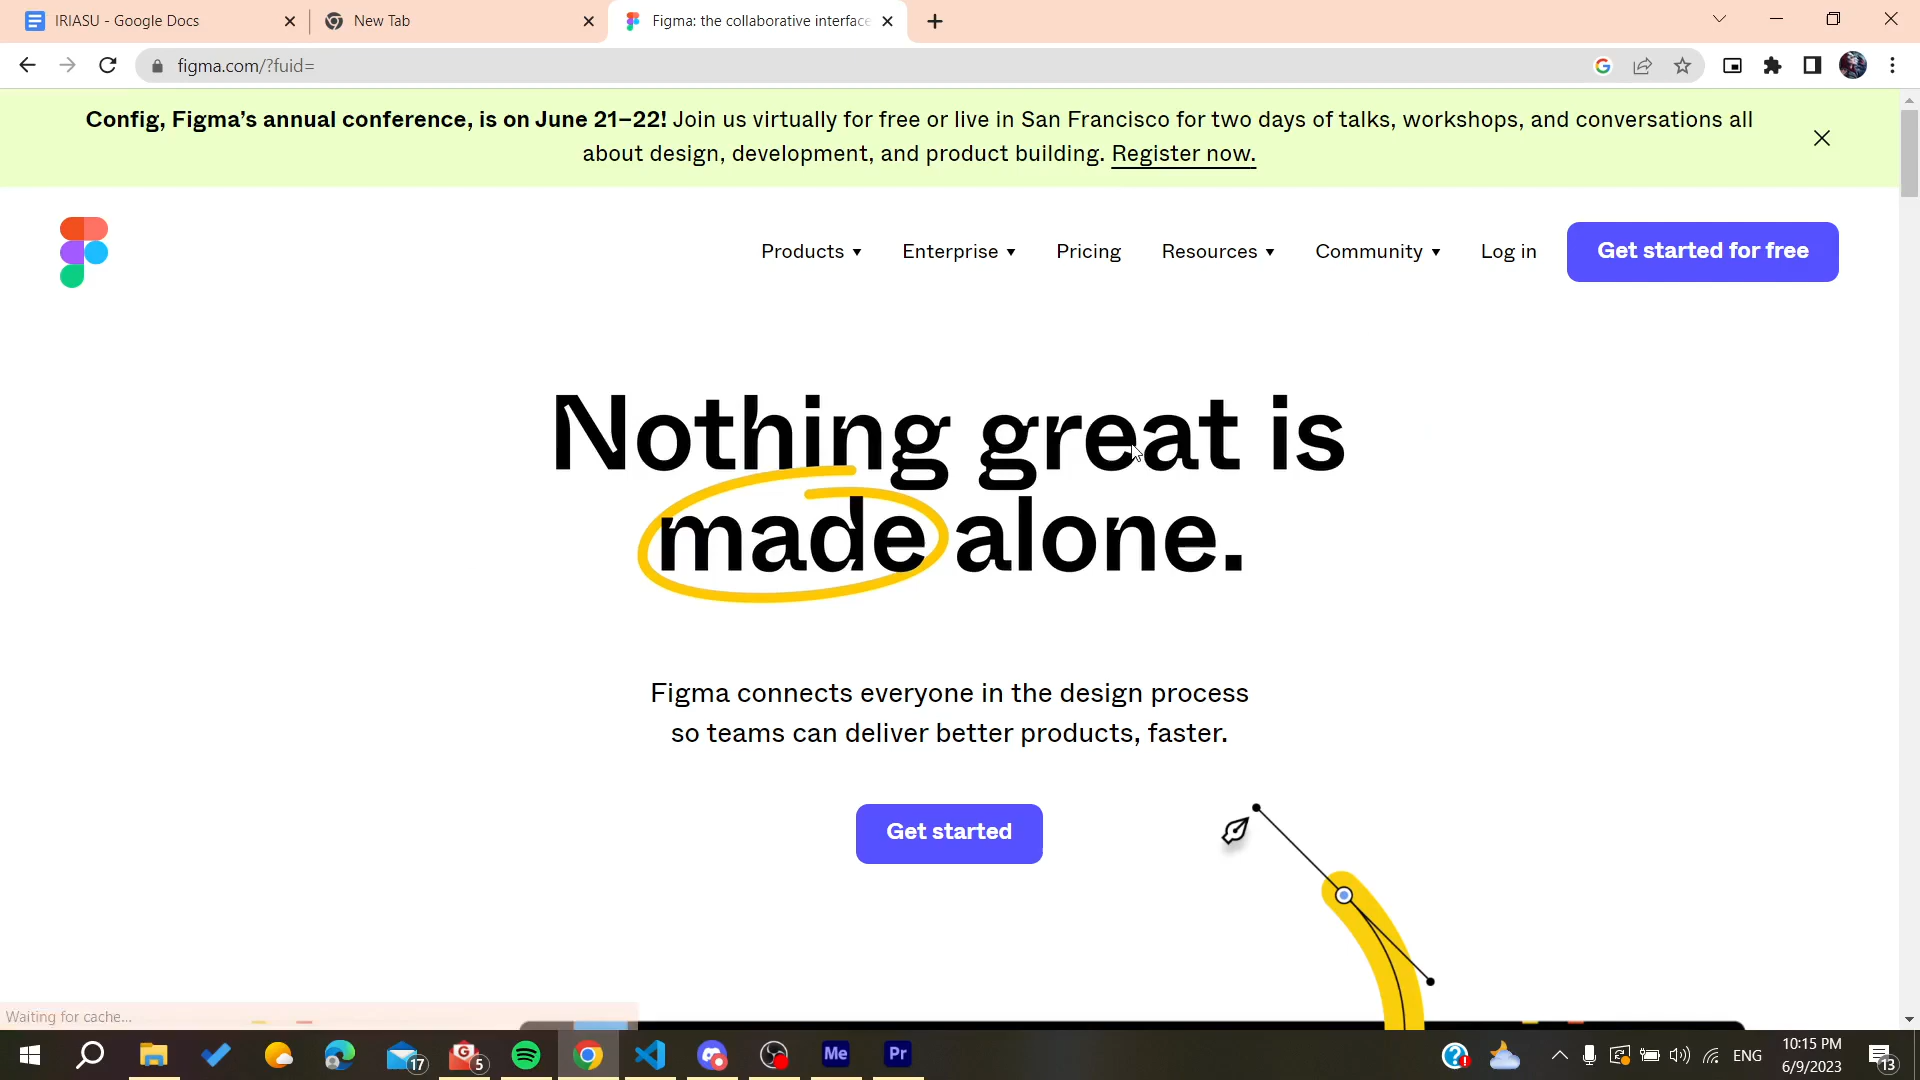 IRIASU - Google Docs
New Tab
Figma: the collaborative interface
figma.com/?fuid=
Config, Figma's annual conference, is on June 21–22! Join us virtually for free or live in San Francisco for two days of talks, workshops, and conversations all
about design, development, and product building. Register now.
Products
Enterprise
Pricing
Resources
Community
Log in
Get started for free
Nothing great is
made alone.
Figma connects everyone in the design process
so teams can deliver better products, faster.
Get started
Waiting for cache...
17
5
Me
Pr
ENG
10:15 PM
6/9/2023
13